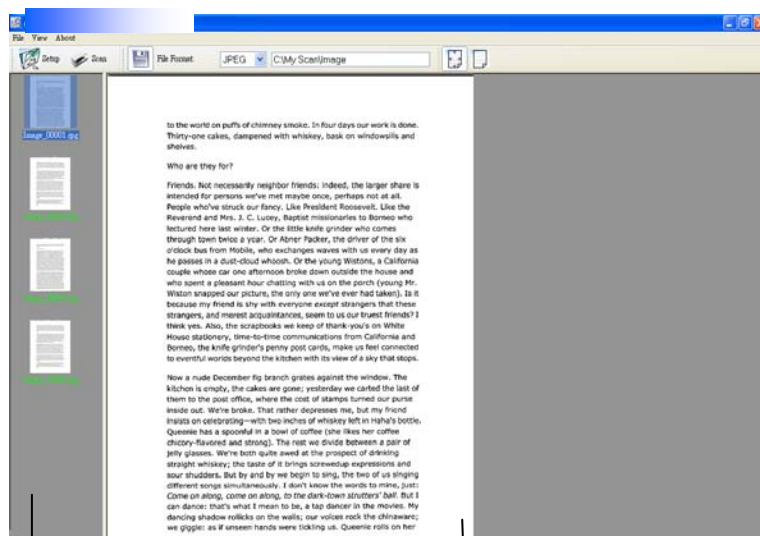 File View About
Setup Scan File Format JPEG C:\My Scan\Image
Image_00001.jpg
to the world on puffs of chimney smoke. In four days our work is done.
Thirty-one cakes, dampened with whiskey, bask on windowsills and
shelves.
Who are they for?
Friends. Not necessarily neighbor friends: indeed, the larger share is
intended for persons we've met maybe once, perhaps not at all.
People who've struck our fancy. Like President Roosevelt. Like the
Reverend and Mrs. J. C. Lucey, Baptist missionaries to Borneo who
lectured here last winter. Or the little knife grinder who comes
through town twice a year. Or Abner Packer, the driver of the six
o'clock bus from Mobile, who exchanges waves with us every day as
he passes in a dust-cloud whoosh. Or the young Wistons, a California
couple whose car one afternoon broke down outside the house and
who spent a pleasant hour chatting with us on the porch (young Mr.
Wiston snapped our picture, the only one we've ever had taken). Is it
because my friend is shy with everyone except strangers that these
strangers, and merest acquaintances, seem to us our truest friends? I
think yes. Also, the scrapbooks we keep of thank-you's on White
House stationery, time-to-time communications from California and
Borneo, the knife grinder's penny post cards, make us feel connected
to eventful worlds beyond the kitchen with its view of a sky that stops.
Now a nude December fig branch grates against the window. The
kitchen is empty, the cakes are gone; yesterday we carted the last of
them to the post office, where the cost of stamps turned our purse
inside out. We're broke. That rather depresses me, but my friend
insists on celebrating—with two inches of whiskey left in Haha's bottle.
Queenie has a spoonful in a bowl of coffee (she likes her coffee
chicory-flavored and strong). The rest we divide between a pair of
jelly glasses. We're both quite awed at the prospect of drinking
straight whiskey; the taste of it brings screwedup expressions and
sour shudders. But by and by we begin to sing, the two of us singing
different songs simultaneously. I don't know the words to mine, just:
Come on along, come on along, to the dark-town strutters' ball. But I
can dance: that's what I mean to be, a tap dancer in the movies. My
dancing shadow rollicks on the walls; our voices rock the chinaware;
we giggle: as if unseen hands were tickling us. Queenie rolls on her